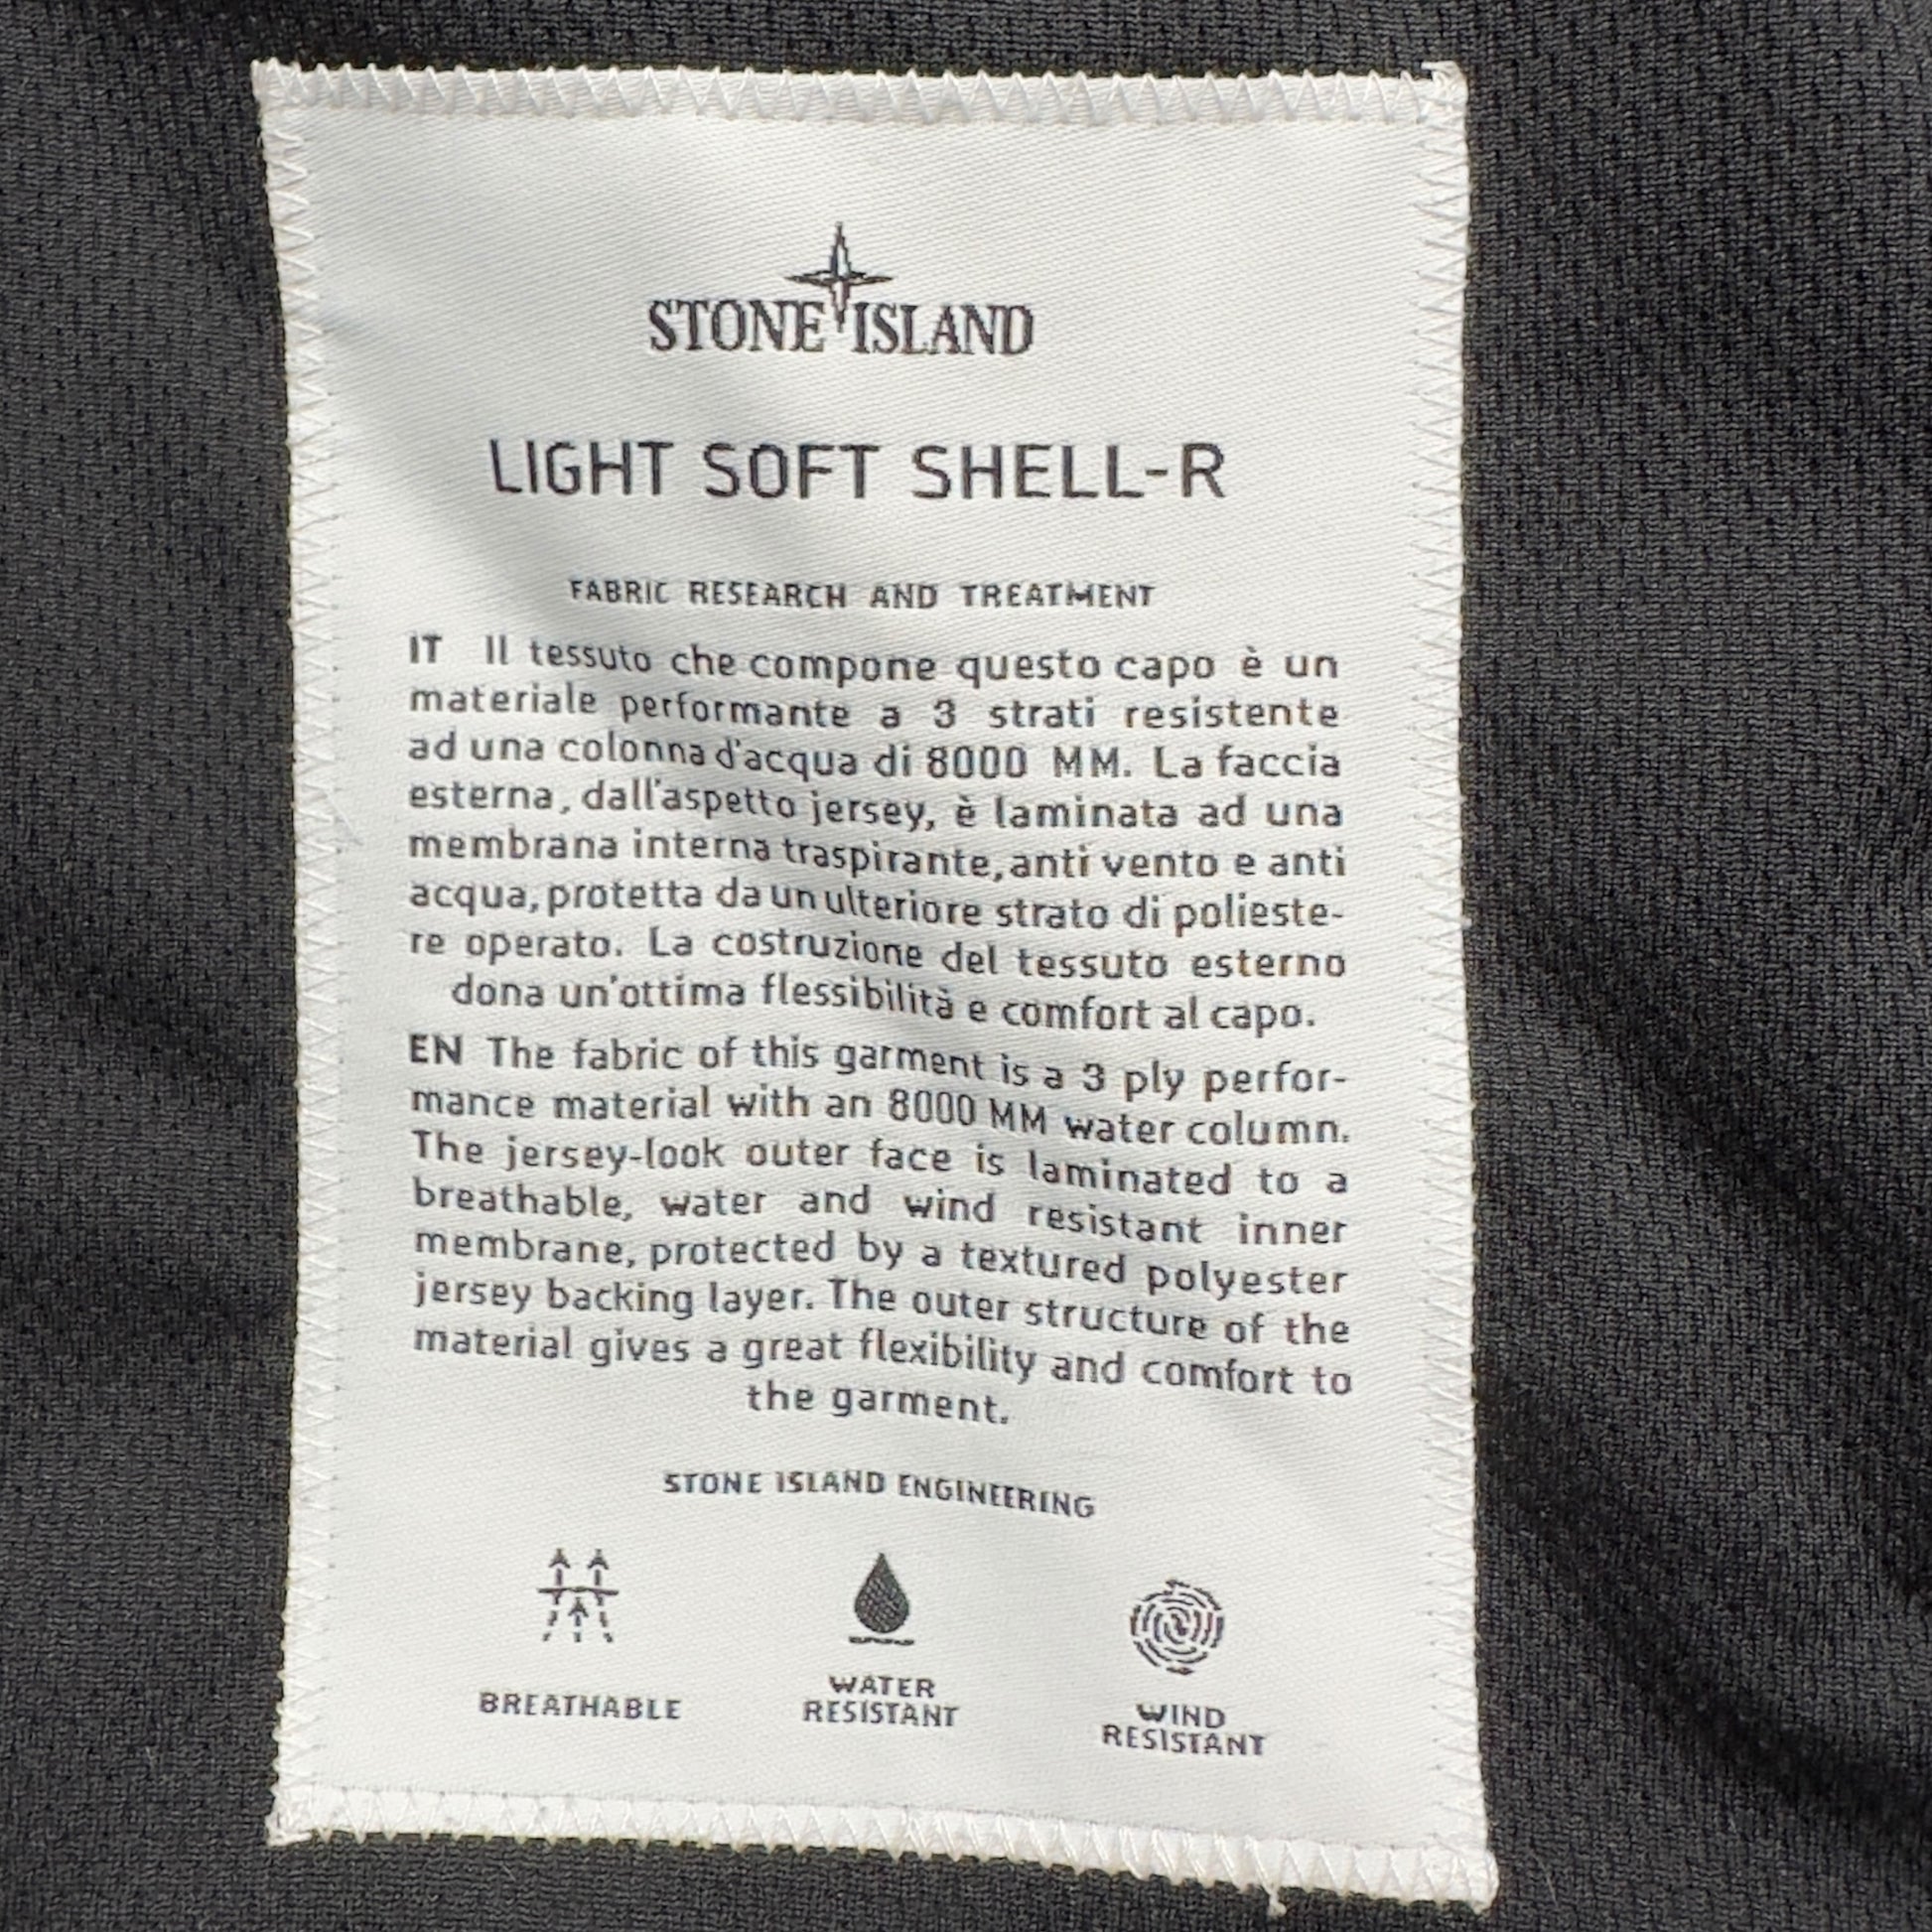 STONE ISLAND
LIGHT SOFT SHELL-R
FABRIC RESEARCH AND TREATMENT
IT Il tessuto che compone questo capo è un
materiale performante a 3 strati resistente
ad una colonna d'acqua di 8000 MM. La faccia
esterna, dall'aspetto jersey, è laminata ad una
membrana interna traspirante, anti vento e anti
acqua, protetta da un ulteriore strato di polieste-
re operato. La costruzione del tessuto esterno
dona un'ottima flessibilità e comfort al capo.
EN The fabric of this garment is a 3 ply perfor-
mance material with an 8000 MM water column.
The jersey-look outer face is laminated to a
breathable, water and wind resistant inner
membrane, protected by a textured polyester
jersey backing layer. The outer structure of the
material gives a great flexibility and comfort to
the garment.
STONE ISLAND ENGINEERING
BREATHABLE
WATER
RESISTANT
WIND
RESISTANT